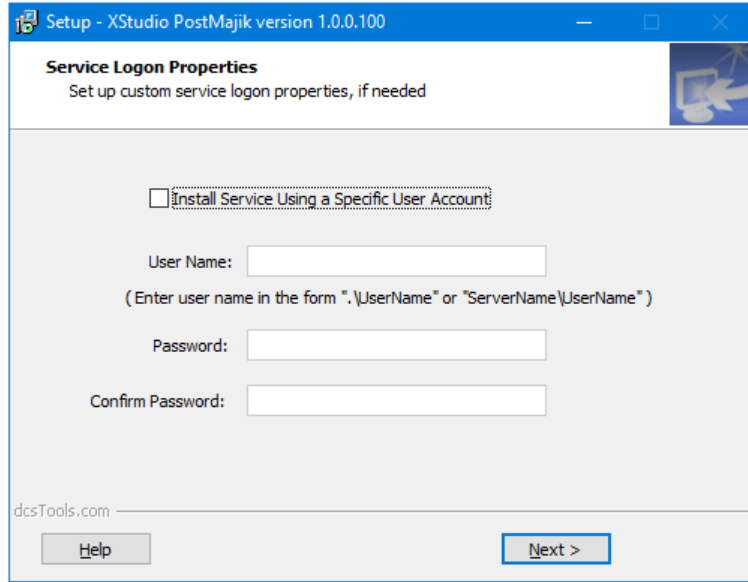 Setup - XStudio PostMajik version 1.0.0.100
Service Logon Properties
Set up custom service logon properties, if needed
Install Service Using a Specific User Account
User Name:
( Enter user name in the form ".\UserName" or "ServerName\UserName" )
Password:
Confirm Password:
dcsTools.com
Help
Next >